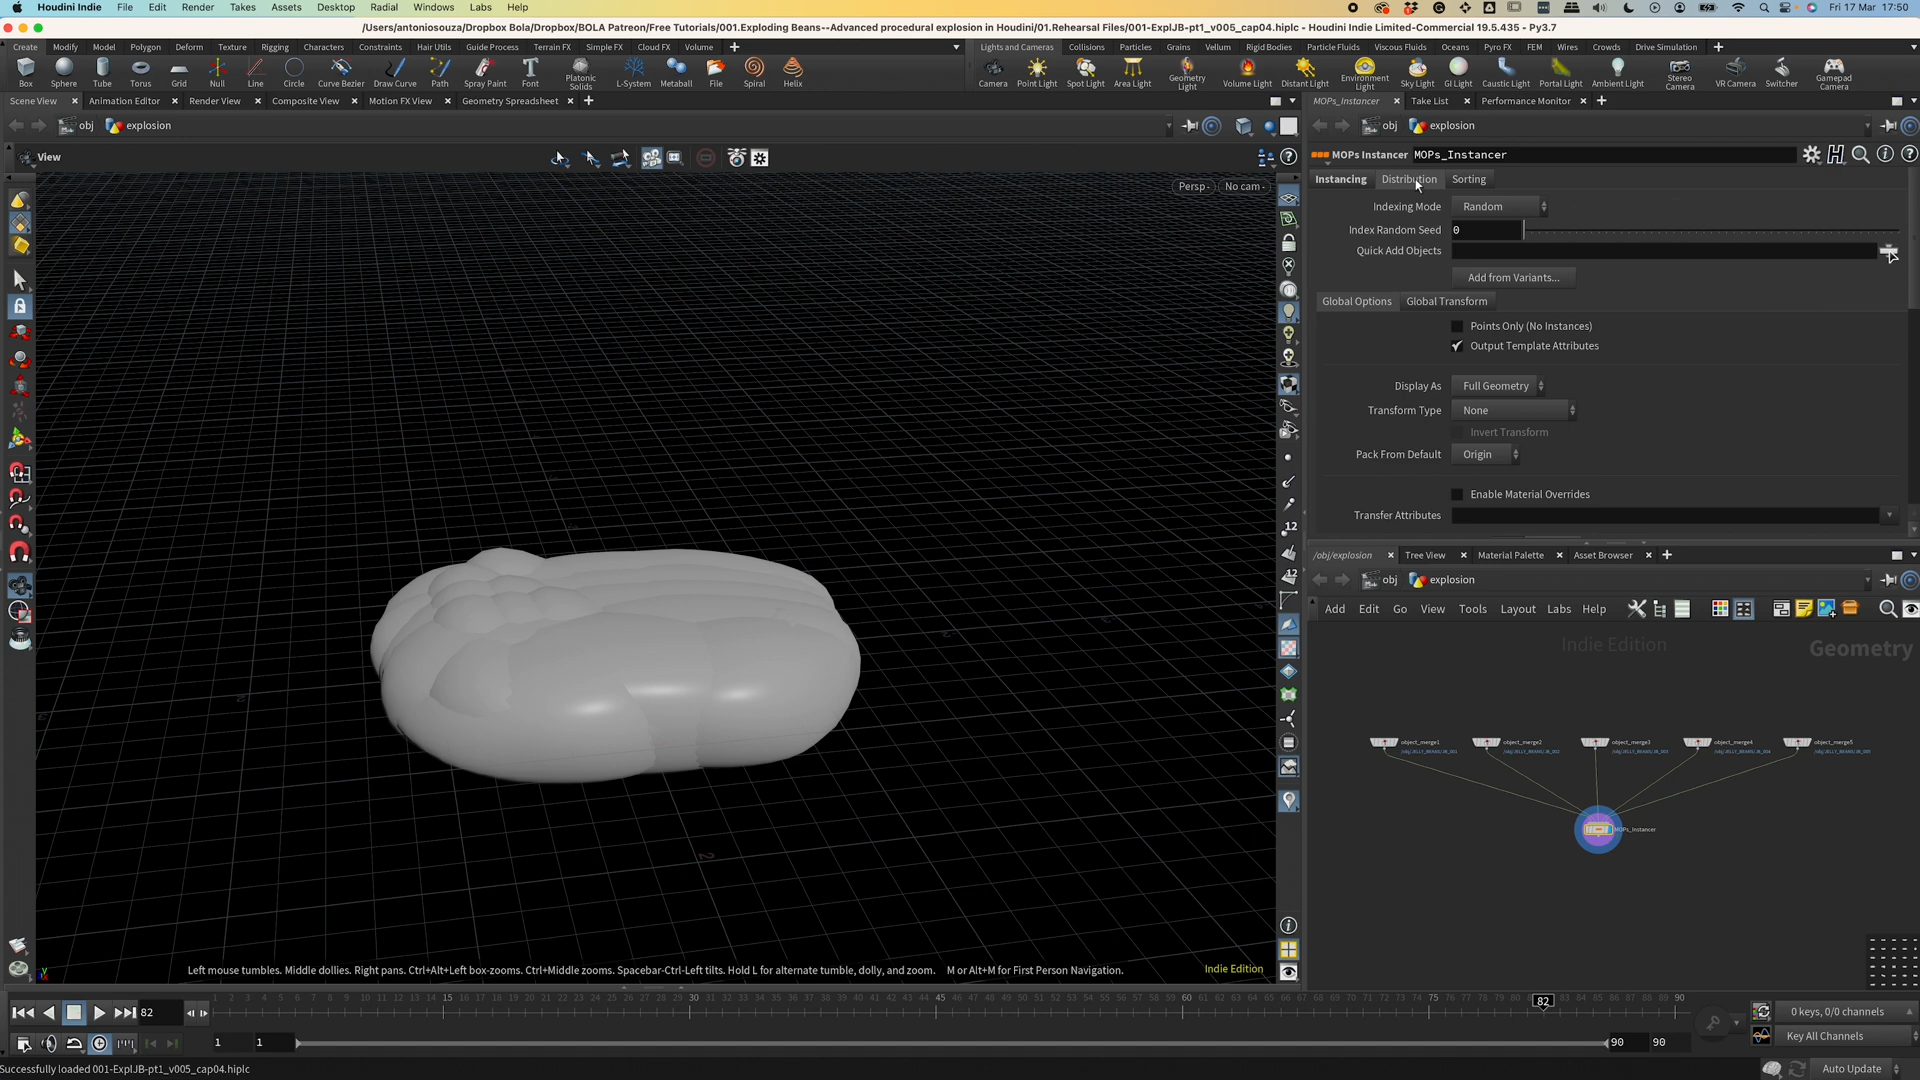 Houdini Indie File Edit Render Takes Assets Desktop Radial Windows Labs Help Fri 17 Mar 17:50
/Users/antoniosouza/Dropbox Bola/Dropbox/BOLA Patreon/Free Tutorials/001.Exploding Beans--Advanced procedural explosion in Houdini/01.Rehearsal Files/001-ExplJB-pt1_v005_cap04.hiplc - Houdini Indie Limited-Commercial 19.5.435 - Py3.7
Create Modify Model Polygon Deform Texture Rigging Characters Constraints Hair Utils Guide Process Terrain FX Simple FX Cloud FX Volume Lights and Cameras Collisions Particles Grains Vellum Rigid Bodies Particle Fluids Viscous Fluids Oceans Pyro FX FEM Wires Crowds Drive Simulation
Box Sphere Tube Torus Grid Null Line Circle Curve Bezier Draw Curve Path Spray Paint Font Platonic Solids L-System Metaball File Spiral Helix Camera Point Light Spot Light Area Light Geometry Light Volume Light Distant Light Environment Light Sky Light GI Light Caustic Light Portal Light Ambient Light Stereo Camera VR Camera Switcher Gamepad Camera
Scene View Animation Editor Render View Composite View Motion FX View Geometry Spreadsheet MOPs_Instancer Take List Performance Monitor
obj explosion obj explosion
View MOPs Instancer MOPs_Instancer
Persp No cam Instancing Distribution Sorting
Indexing Mode Random
Index Random Seed 0
Quick Add Objects
Add from Variants...
Global Options Global Transform
Points Only (No Instances)
Output Template Attributes
Display As Full Geometry
Transform Type None
Invert Transform
Pack From Default Origin
Enable Material Overrides
Transfer Attributes
/obj/explosion Tree View Material Palette Asset Browser
obj explosion
Add Edit Go View Tools Layout Labs Help
Indie Edition Geometry
object_merge1 object_merge2 object_merge3 object_merge4 object_merge5
MOPs_Instancer
Left mouse tumbles. Middle dollies. Right pans. Ctrl+Alt+Left box-zooms. Ctrl+Middle zooms. Spacebar-Ctrl-Left tilts. Hold L for alternate tumble, dolly, and zoom. M or Alt+M for First Person Navigation. Indie Edition
82 15 30 45 60 75 82 90 0 keys, 0/0 channels
1 1 90 90 Key All Channels
Successfully loaded 001-ExplJB-pt1_v005_cap04.hiplc Auto Update